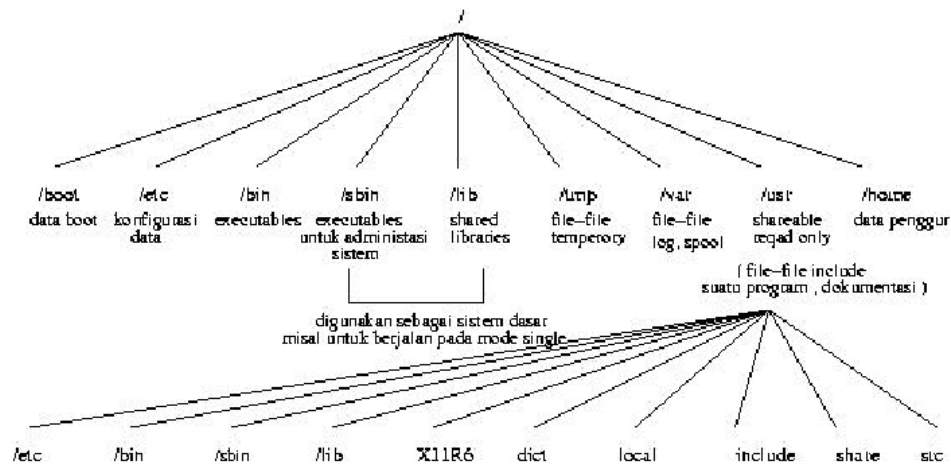 /
/boot /etc /bin /sbin /lib /tmp /var /usr /home
data boot konfigurasi executables executables shared file-file file-file shareable data penggur
data untuk administasi libraries temperory log, spool reqad only
sistem
( file-file include
suatu program , dokumentasi )
digunakan sebagai sistem dasar
misal untuk berjalan pada mode single
/etc /bin /sbin /lib X11R6 dict local include share src